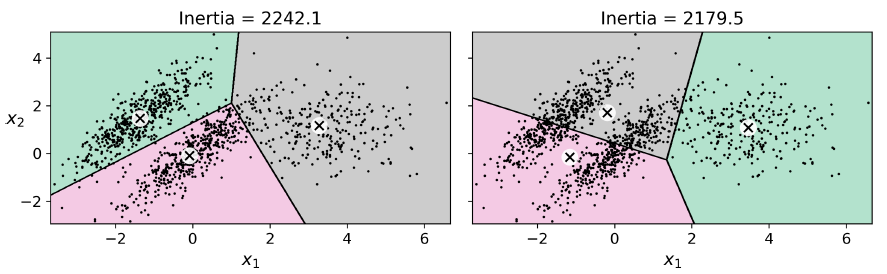 Inertia = 2242.1
Inertia = 2179.5
4
2
0
−2
x₂
−2 0 2 4 6
−2 0 2 4 6
x₁
x₁